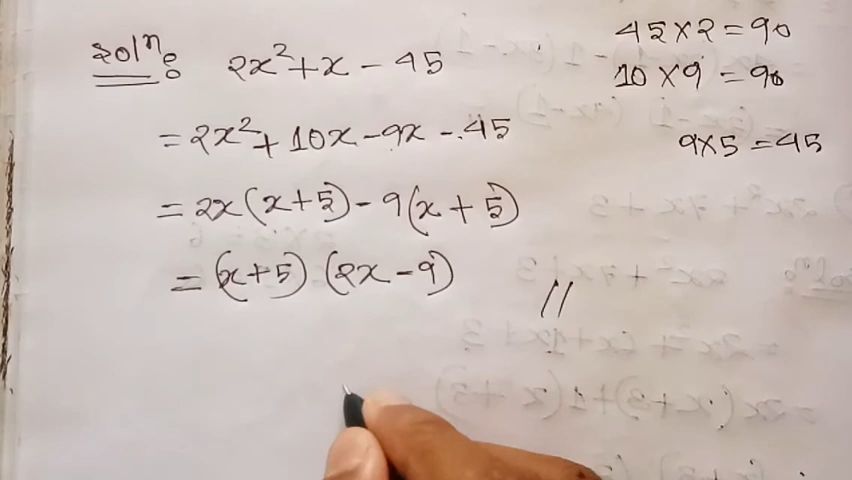 Solⁿ: 2x² + x - 45
= 2x² + 10x - 9x - 45
= 2x(x+5) - 9(x+5)
= (x+5) (2x-9) //
45 × 2 = 90
10 × 9 = 90
9×5 = 45